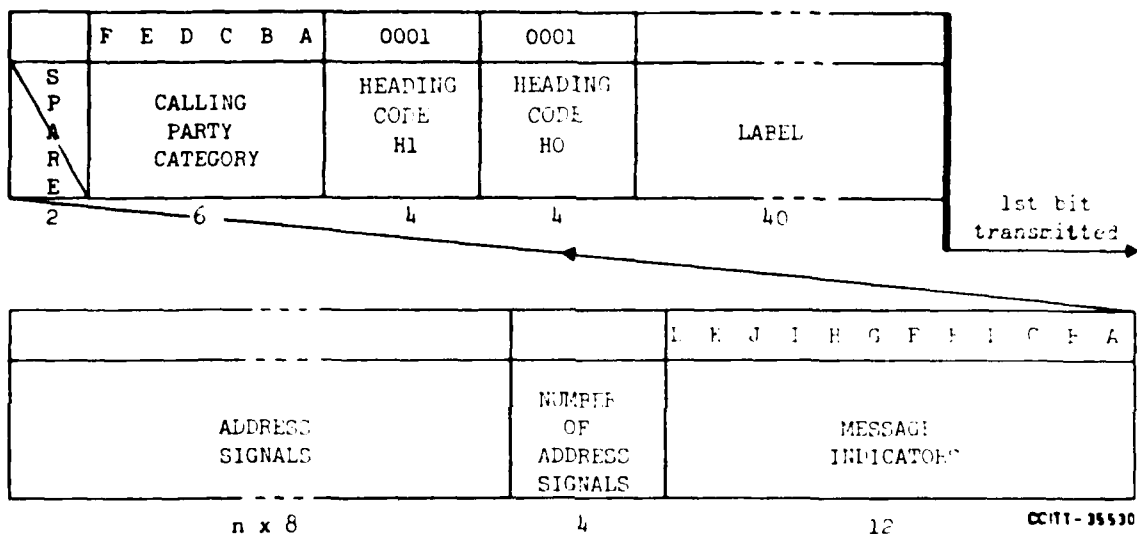 F E D C B A 0001 0001
SPARE
CALLING
PARTY
CATEGORY
HEADING
CODE
H1
HEADING
CODE
H0
LABEL
2 6 4 4 40
1st bit
transmitted
L K J I H G F E D C B A
ADDRESS
SIGNALS
NUMBER
OF
ADDRESS
SIGNALS
MESSAGE
INDICATORS
n x 8 4 12
CCITT-35530